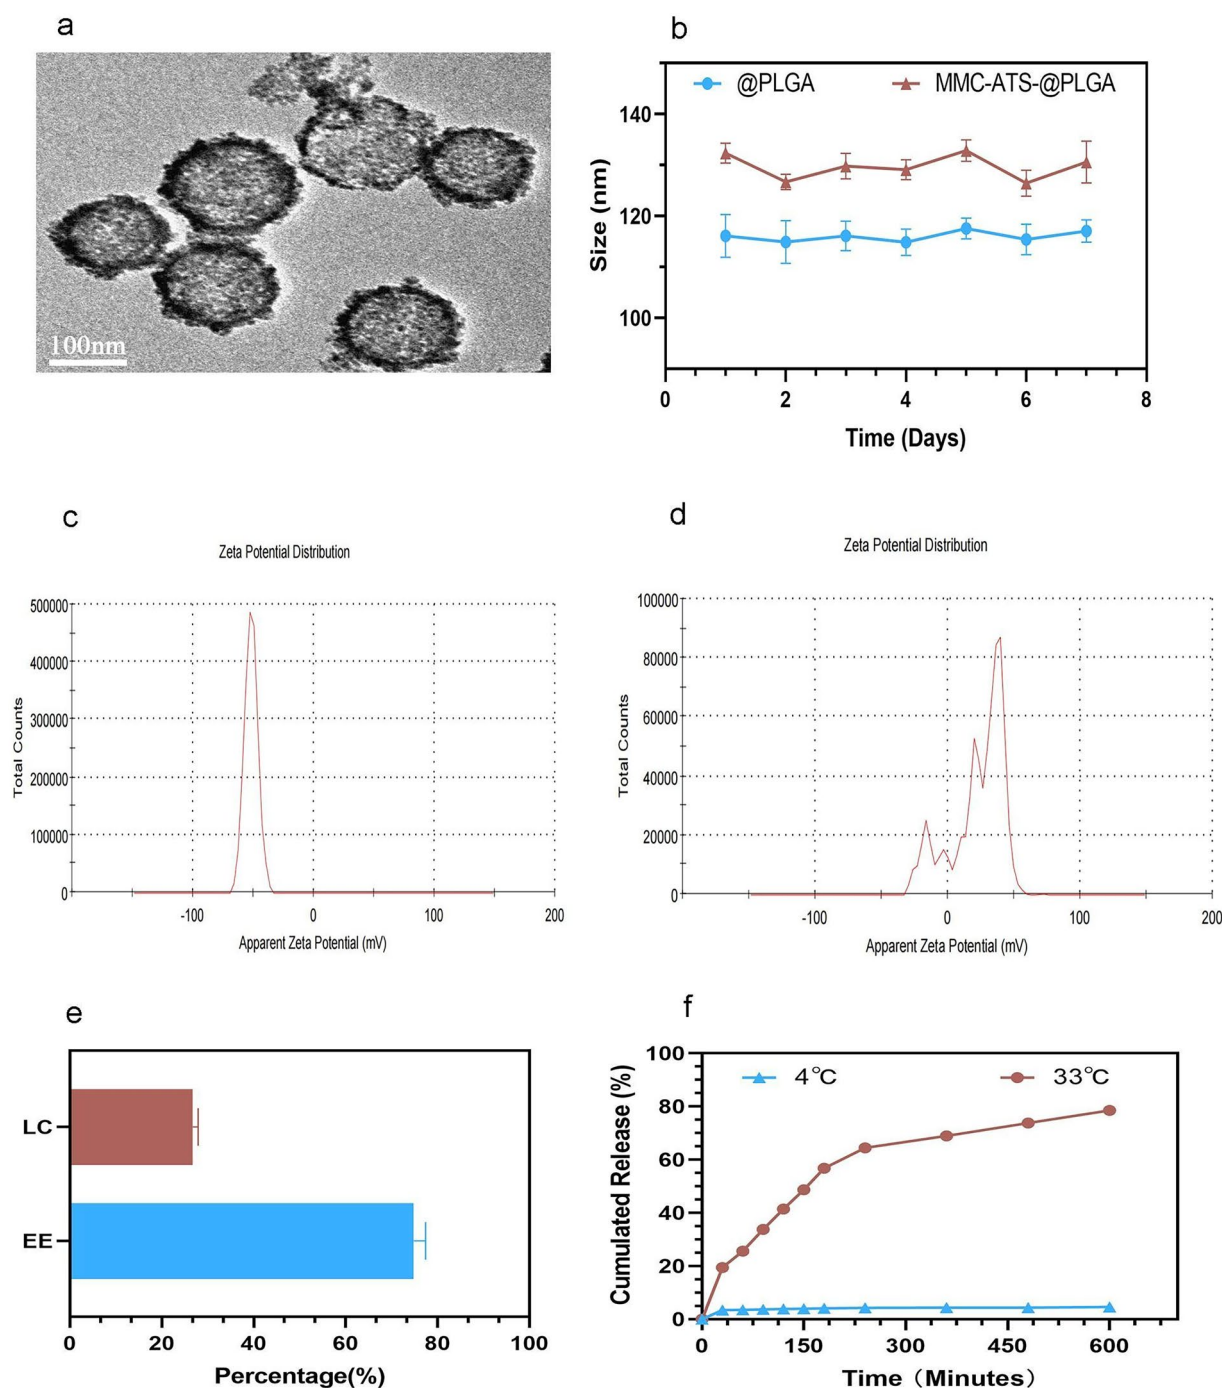 a
100nm
b
@PLGA MMC-ATS-@PLGA
140
120
100
Size (nm)
0 2 4 6 8
Time (Days)
c
Zeta Potential Distribution
500000
400000
300000
200000
100000
0
Total Counts
-100 0 100 200
Apparent Zeta Potential (mV)
d
Zeta Potential Distribution
100000
80000
60000
40000
20000
0
Total Counts
-100 0 100 200
Apparent Zeta Potential (mV)
e
LC
EE
0 20 40 60 80 100
Percentage(%)
f
4℃ 33℃
100
80
60
40
20
0
Cumulated Release (%)
0 150 300 450 600
Time（Minutes）